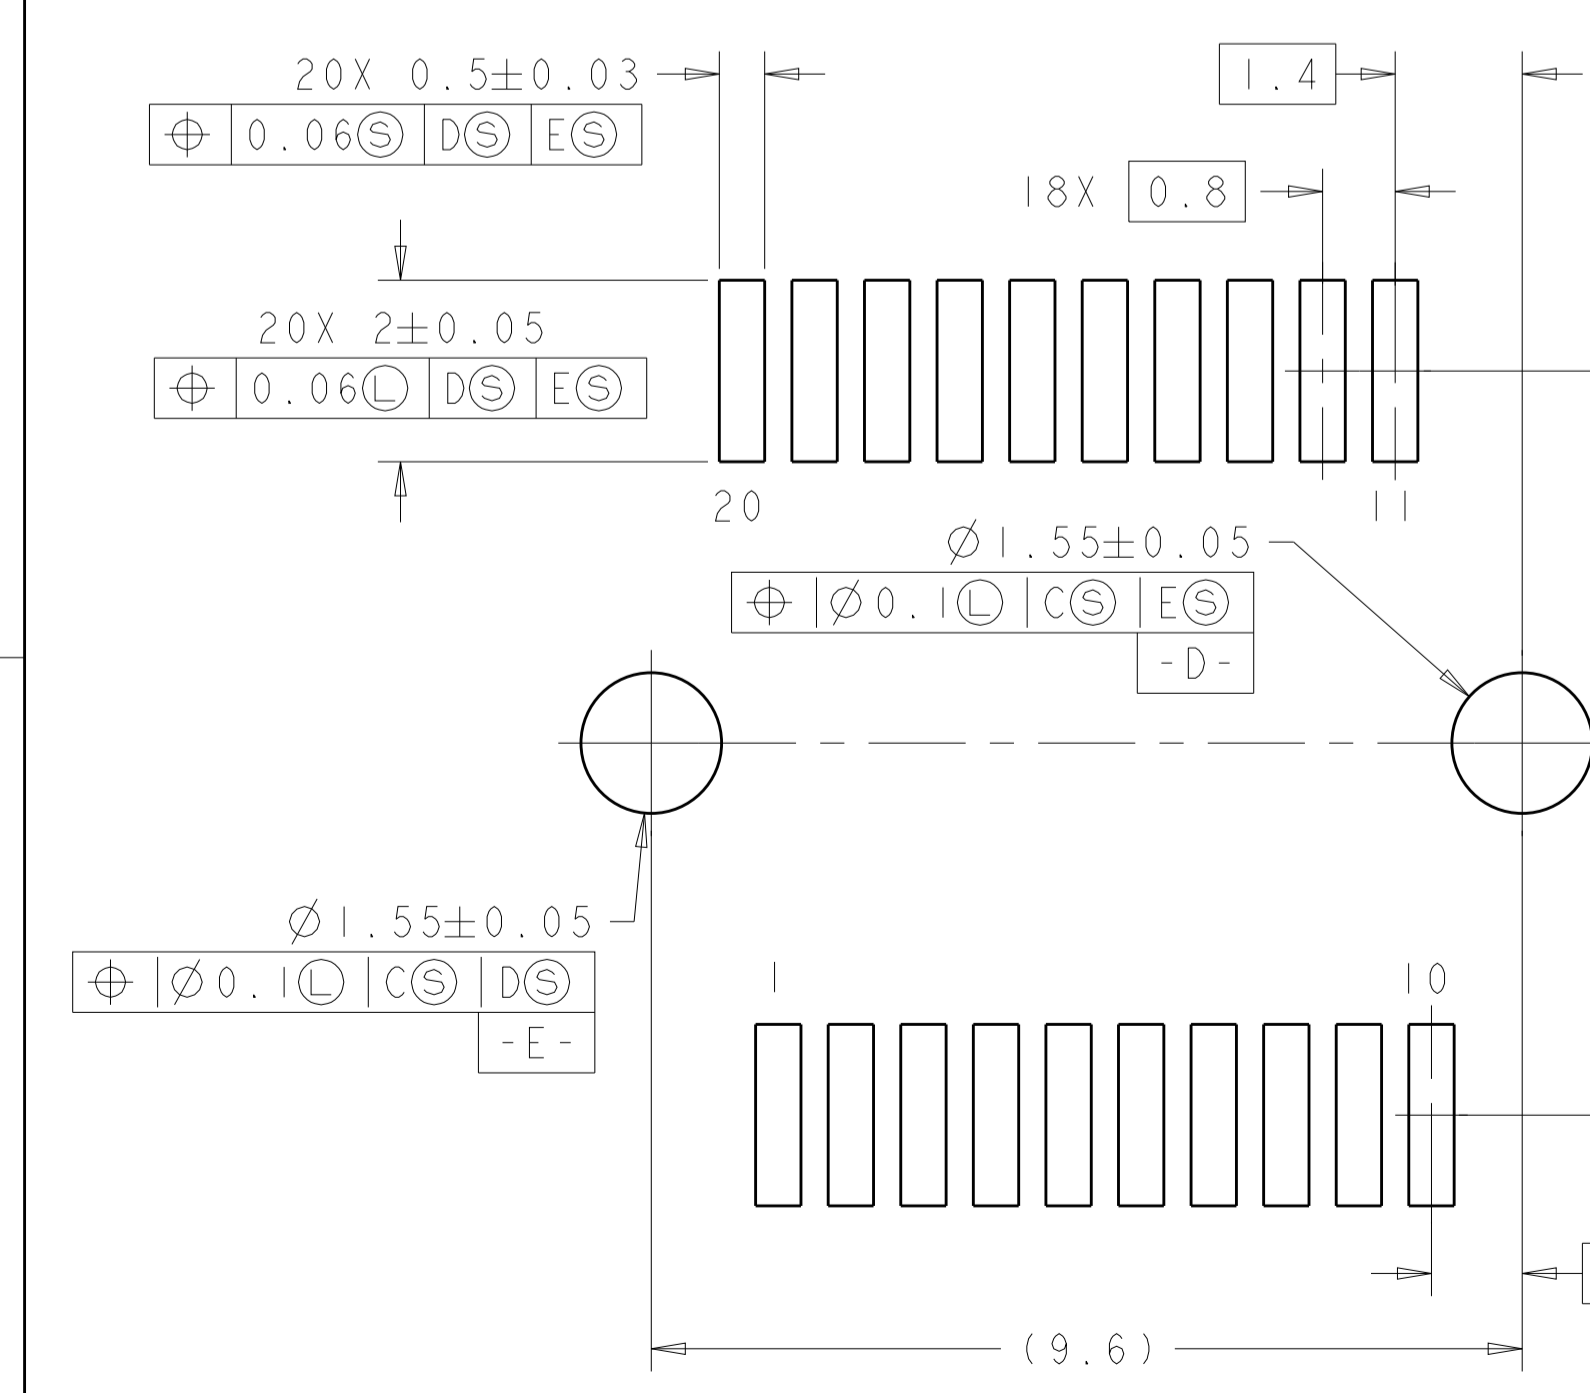 20X 0.5±0.03
⌖ 0.06Ⓢ DⓈ EⓈ
1.4
18X 0.8
20X 2±0.05
⌖ 0.06Ⓛ DⓈ EⓈ
20
11
Ø1.55±0.05
⌖ Ø0.1Ⓛ CⓈ EⓈ
-D-
Ø1.55±0.05
⌖ Ø0.1Ⓛ CⓈ DⓈ
-E-
1
10
(9.6)